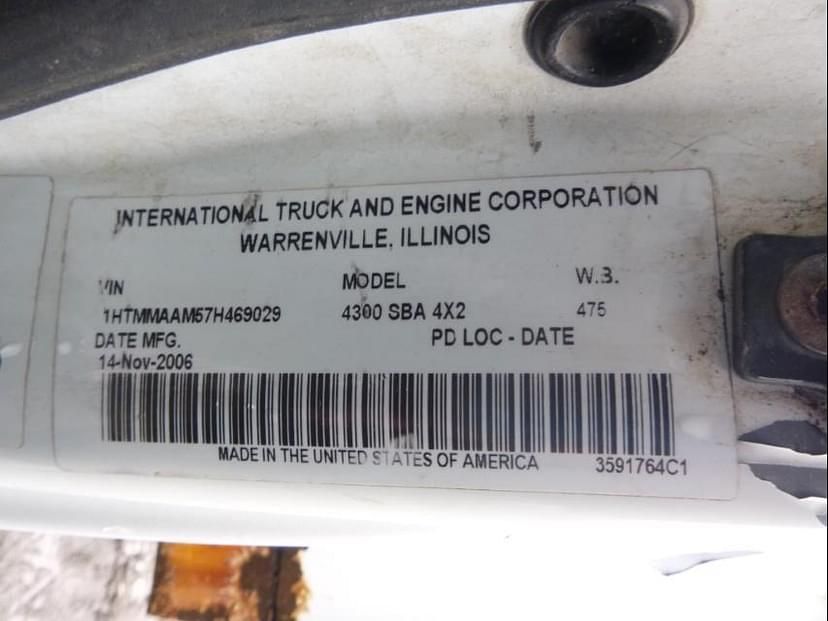 INTERNATIONAL TRUCK AND ENGINE CORPORATION
WARRENVILLE, ILLINOIS
VIN MODEL W.B.
1HTMMAAM57H469029 4300 SBA 4X2 475
DATE MFG. PD LOC - DATE
14-Nov-2006
MADE IN THE UNITED STATES OF AMERICA 3591764C1